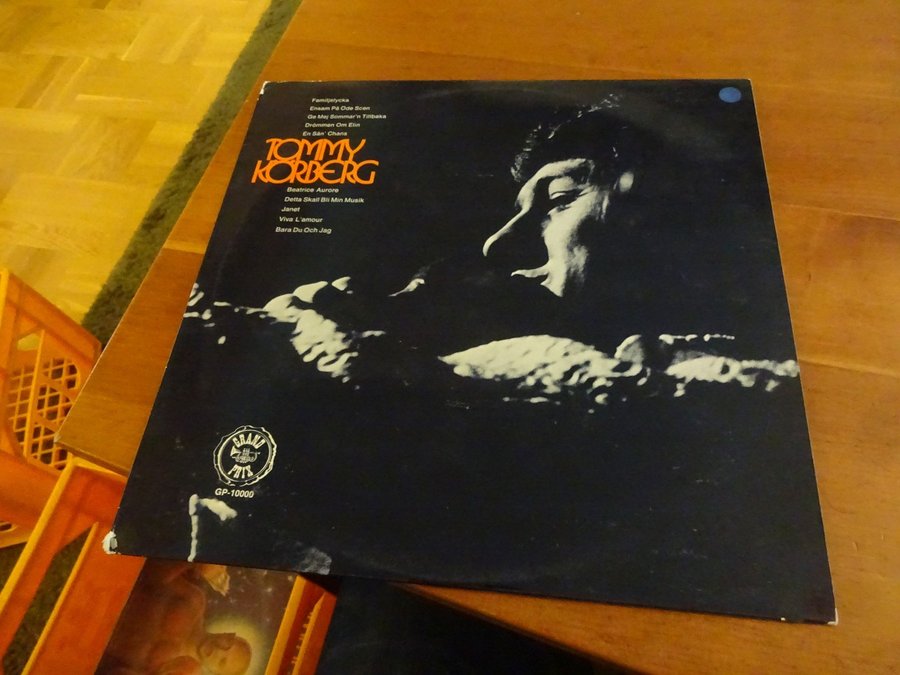 Familjelycka
Ensam På Öde Scen
Ge Mej Sommar'n Tillbaka
Drömmen Om Elin
En Sån' Chans
TOMMY
KÖRBERG
Beatrice Aurore
Detta Skall Bli Min Musik
Janet
Viva L'amour
Bara Du Och Jag
GRAND
PRIX
GP-10000